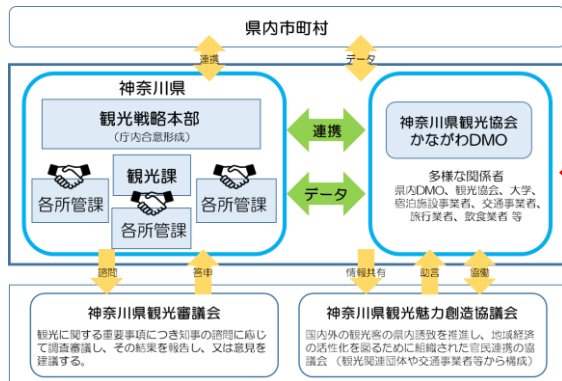 県内市町村
連携
データ
神奈川県
観光戦略本部
(庁内合意形成)
観光課
各所管課
各所管課
各所管課
連携
データ
神奈川県観光協会
かながわDMO
多様な関係者
県内DMO、観光協会、大学、
宿泊施設事業者、交通事業者、
旅行業者、飲食業者 等
諮問
答申
情報共有
助言
協働
神奈川県観光審議会
観光に関する重要事項につき知事の諮問に応じ
て調査審議し、その結果を報告し、又は意見を
建議する。
神奈川県観光魅力創造協議会
国内外の観光客の県内誘致を推進し、地域経済
の活性化を図るために組織された官民連携の協
議会 (観光関連団体や交通事業者等から構成)